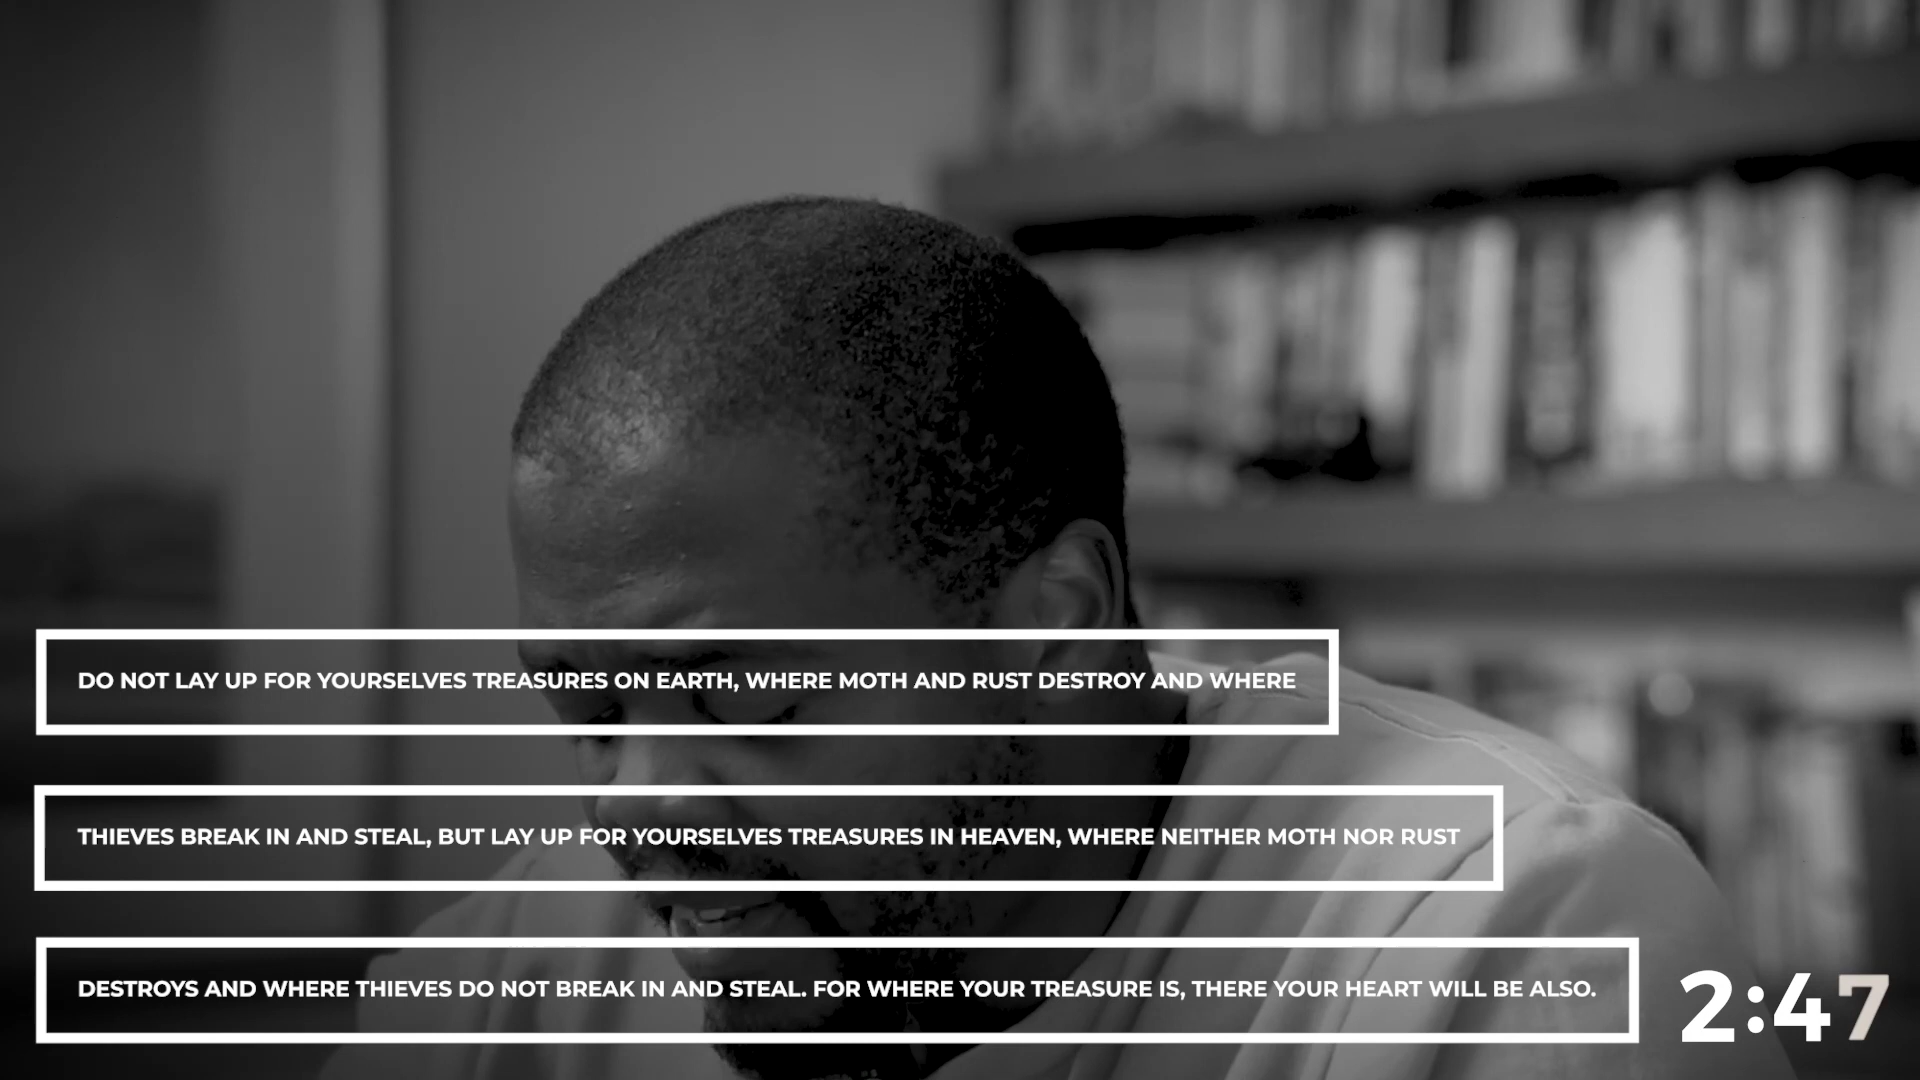 DO NOT LAY UP FOR YOURSELVES TREASURES ON EARTH, WHERE MOTH AND RUST DESTROY AND WHERE
THIEVES BREAK IN AND STEAL, BUT LAY UP FOR YOURSELVES TREASURES IN HEAVEN, WHERE NEITHER MOTH NOR RUST
DESTROYS AND WHERE THIEVES DO NOT BREAK IN AND STEAL. FOR WHERE YOUR TREASURE IS, THERE YOUR HEART WILL BE ALSO.
2:47